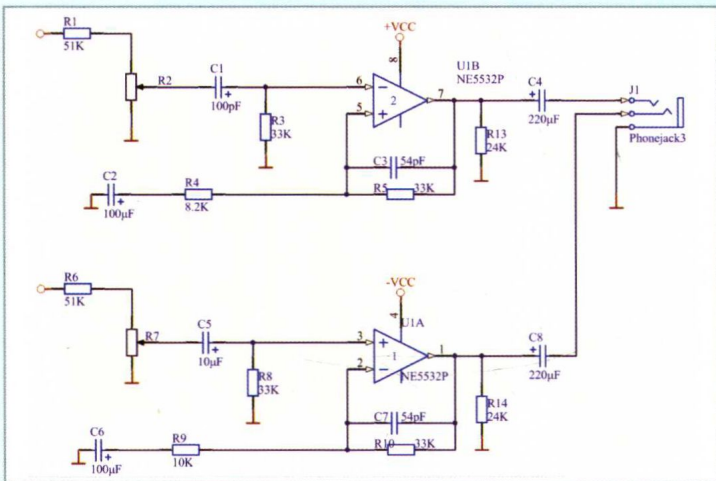 R1
51K
R2
C1
100pF
R3
33K
+VCC
8
6
5
2
7
U1B
NE5532P
C4
220μF
J1
Phonejack3
R13
24K
C3
54pF
R5
33K
C2
100μF
R4
8.2K
R6
51K
R7
C5
10μF
R8
33K
-VCC
4
U1A
3
2
1
1
NE5532P
C8
220μF
R14
24K
C7
54pF
R10
33K
C6
100μF
R9
10K